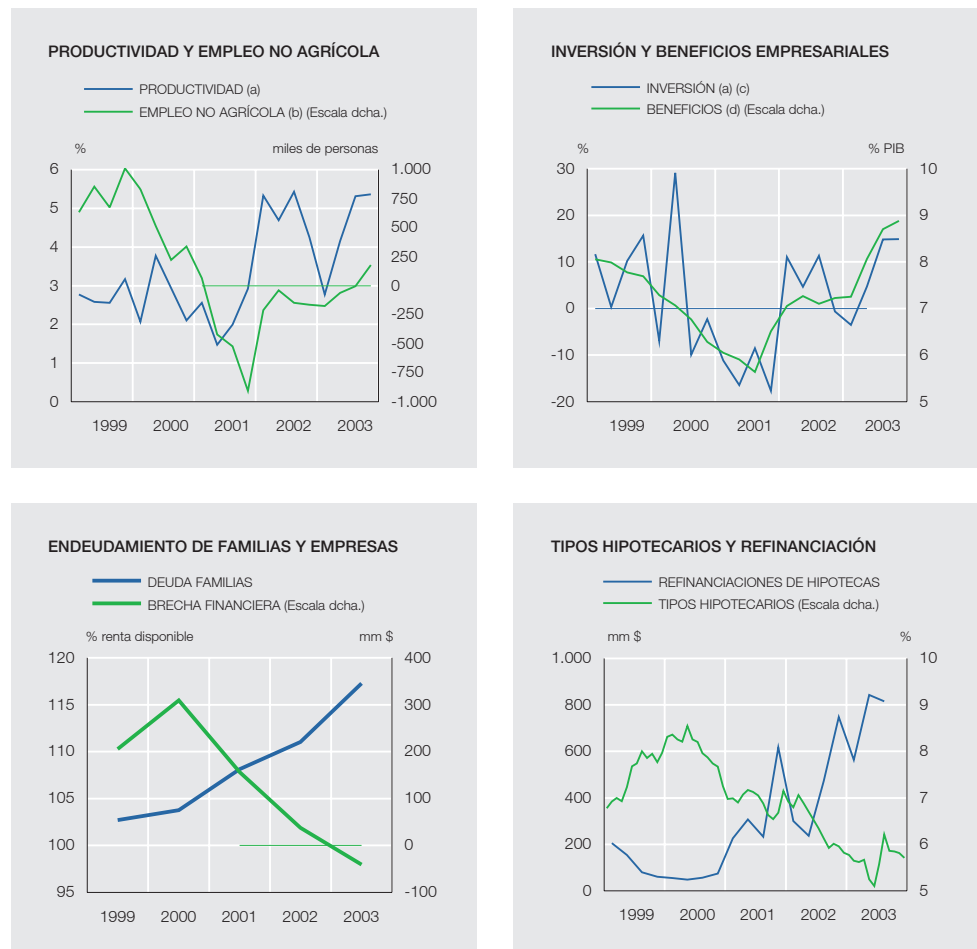 PRODUCTIVIDAD Y EMPLEO NO AGRÍCOLA
PRODUCTIVIDAD (a)
EMPLEO NO AGRÍCOLA (b) (Escala dcha.)
% miles de personas
6 1.000
5 750
4 500
3 250
2 0
1 -250
0 -500
-750
-1.000
1999 2000 2001 2002 2003
INVERSIÓN Y BENEFICIOS EMPRESARIALES
INVERSIÓN (a) (c)
BENEFICIOS (d) (Escala dcha.)
% % PIB
30 10
20 9
10 8
0 7
-10 6
-20 5
1999 2000 2001 2002 2003
ENDEUDAMIENTO DE FAMILIAS Y EMPRESAS
DEUDA FAMILIAS
BRECHA FINANCIERA (Escala dcha.)
% renta disponible mm $
120 400
115 300
110 200
105 100
100 0
95 -100
1999 2000 2001 2002 2003
TIPOS HIPOTECARIOS Y REFINANCIACIÓN
REFINANCIACIONES DE HIPOTECAS
TIPOS HIPOTECARIOS (Escala dcha.)
mm $ %
1.000 10
800 9
600 8
400 7
200 6
0 5
1999 2000 2001 2002 2003